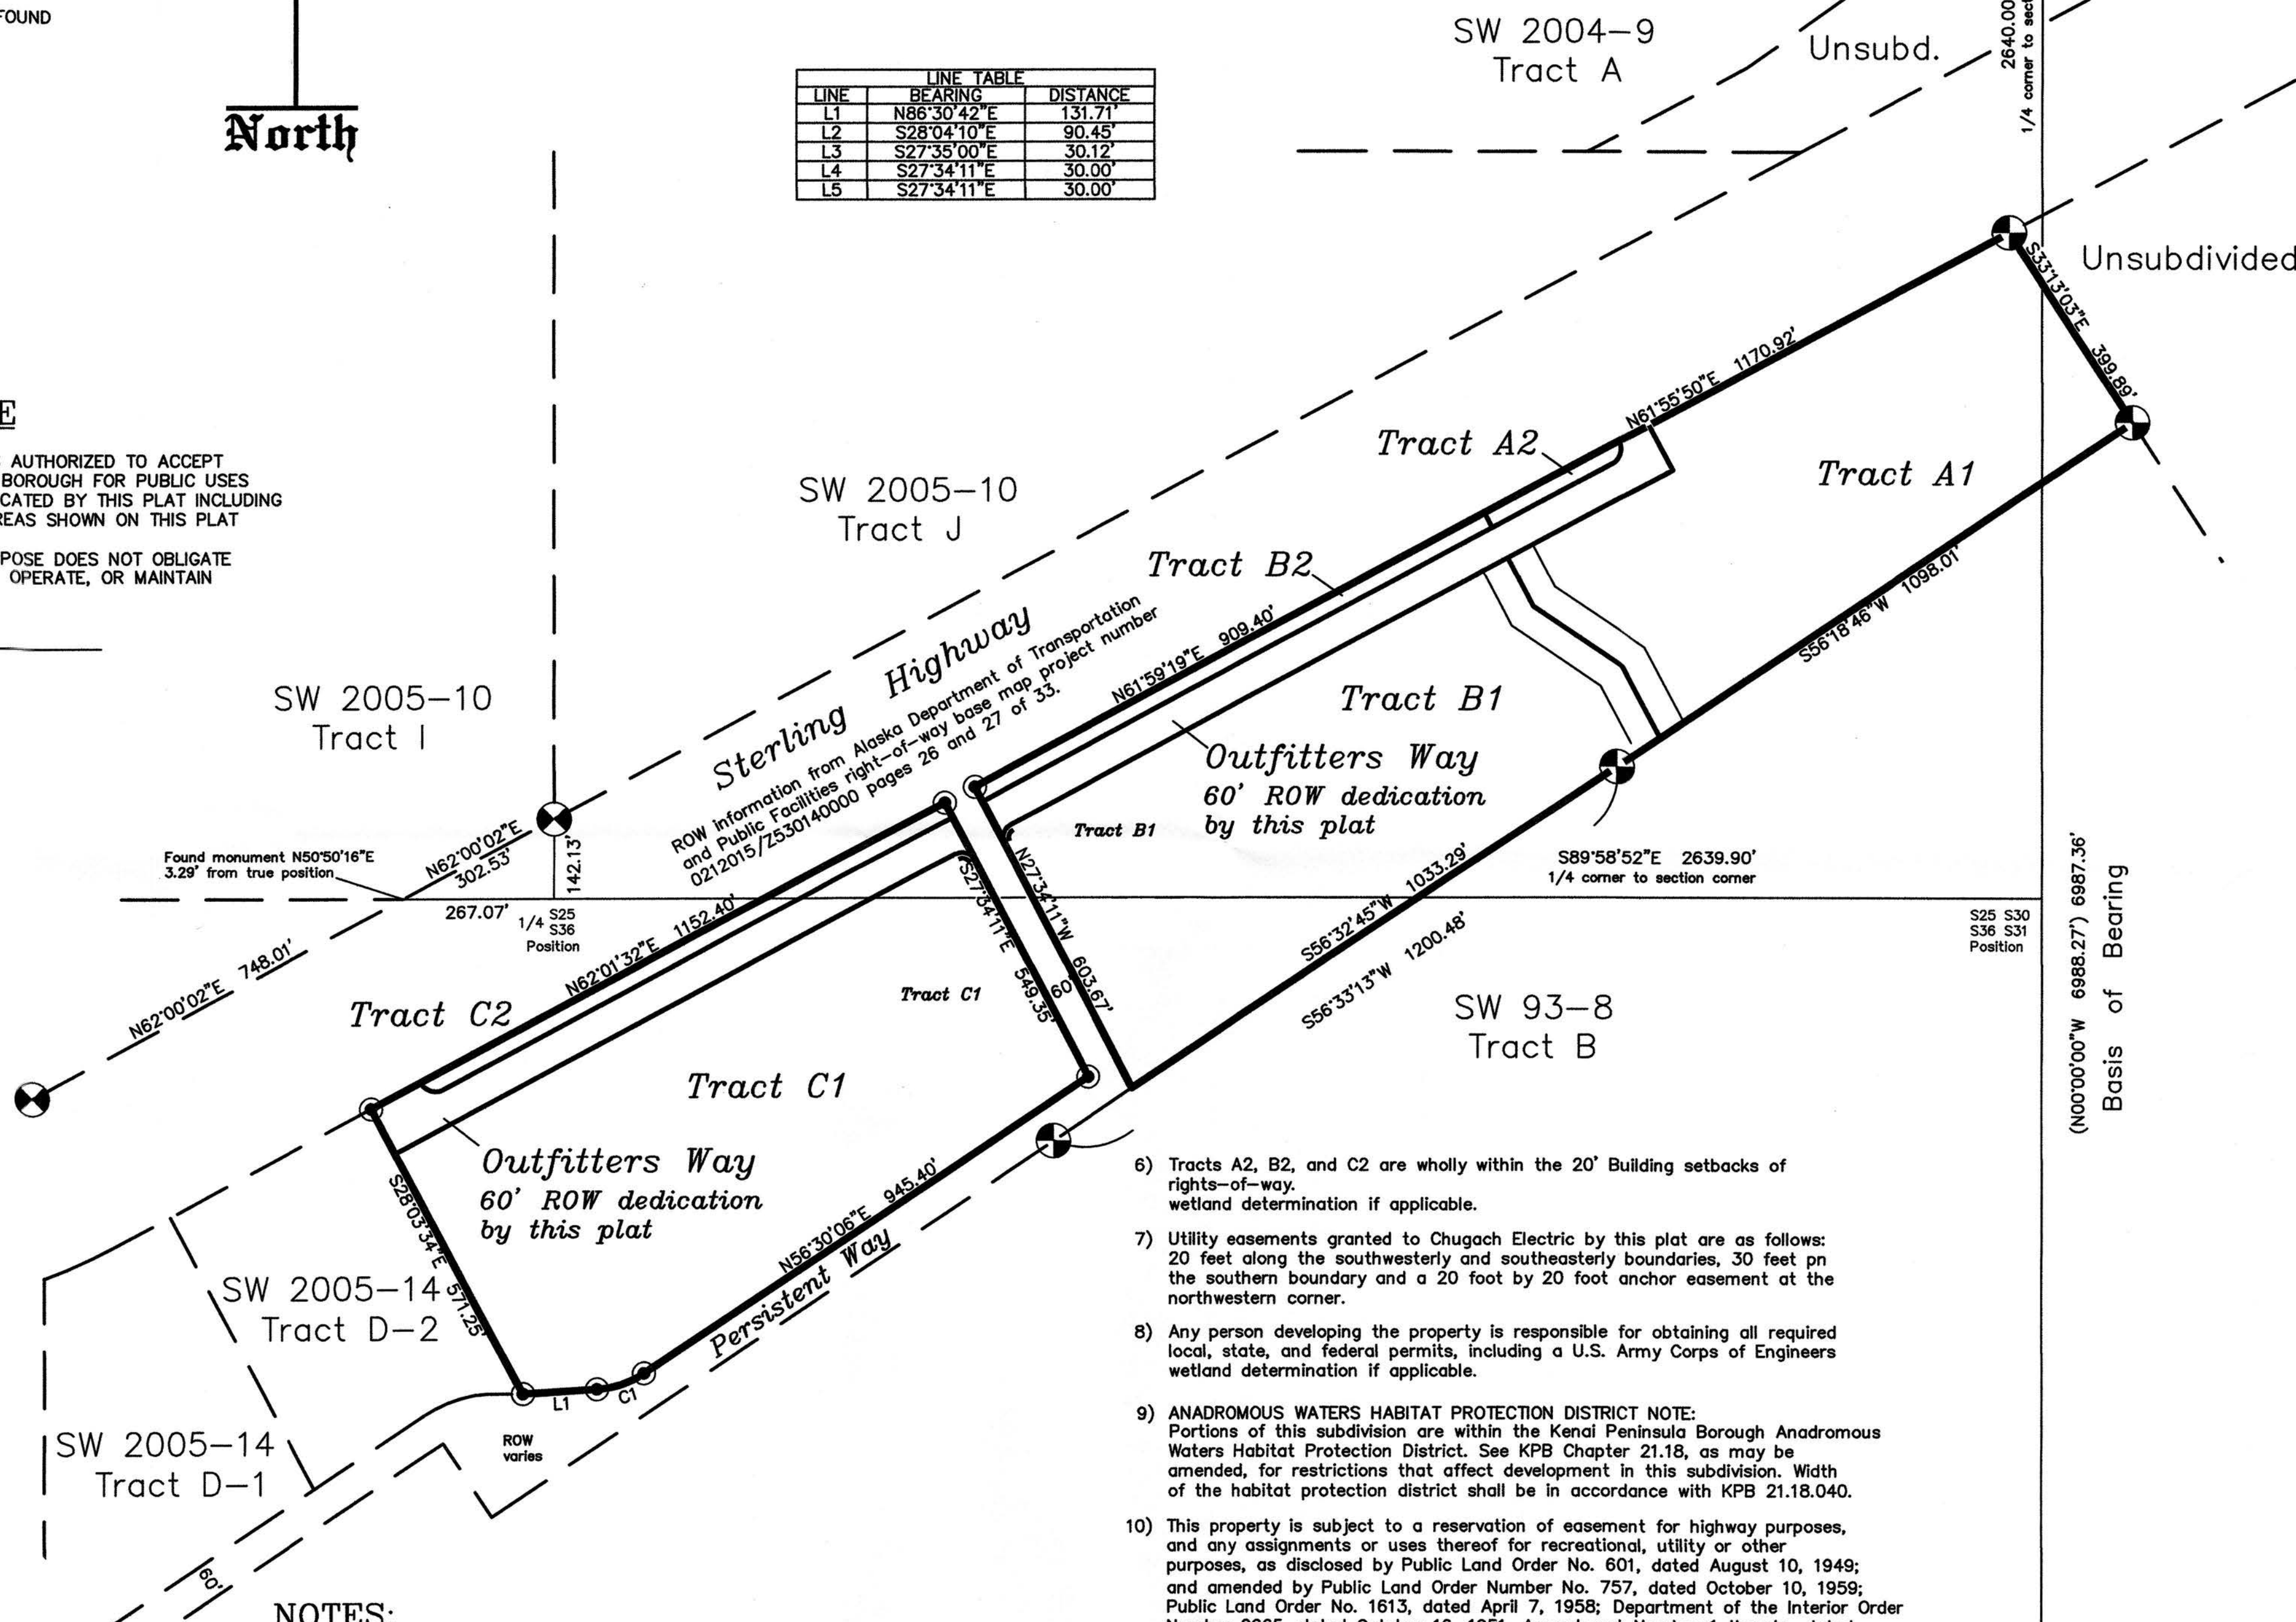 FOUND
North
LINE TABLE
LINE BEARING DISTANCE
L1 N86°30'42"E 131.71'
L2 S28°04'10"E 90.45'
L3 S27°35'00"E 30.12'
L4 S27°34'11"E 30.00'
L5 S27°34'11"E 30.00'
SW 2004-9
Tract A
Unsubd.
2640.00
1/4 corner to sect
Unsubdivided
S33°13'03"E 399.89'
E
AUTHORIZED TO ACCEPT
BOROUGH FOR PUBLIC USES
CATED BY THIS PLAT INCLUDING
REAS SHOWN ON THIS PLAT
POSE DOES NOT OBLIGATE
OPERATE, OR MAINTAIN
N61°55'50"E 1170.92'
Tract A2
Tract A1
SW 2005-10
Tract J
Tract B2
S56°18'46"W 1098.01'
Sterling Highway
ROW information from Alaska Department of Transportation
and Public Facilities right-of-way base map project number
0212015/Z530140000 pages 26 and 27 of 33.
N61°59'19"E 909.40'
SW 2005-10
Tract I
Tract B1
Outfitters Way
60' ROW dedication
by this plat
Tract B1
N62°00'02"E
302.53'
142.13'
Found monument N50°50'16"E
3.29' from true position
267.07'
1/4 S25
S36
Position
S89°58'52"E 2639.90'
1/4 corner to section corner
S25 S30
S36 S31
Position
(N00°00'00"W 6988.27') 6987.36'
Basis of Bearing
N62°00'02"E 748.01'
N62°01'32"E 1152.40'
S27°34'11"E 549.35'
N27°34'11"W 603.67'
60'
S56°32'45"W 1033.29'
S56°33'13"W 1200.48'
SW 93-8
Tract B
Tract C2
Tract C1
Tract C1
Outfitters Way
60' ROW dedication
by this plat
S28°03'34"E 571.25'
N56°30'06"E 945.40'
Persistent Way
SW 2005-14
Tract D-2
L1
C1
ROW
varies
SW 2005-14
Tract D-1
60'
NOTES:
6) Tracts A2, B2, and C2 are wholly within the 20' Building setbacks of
rights-of-way.
wetland determination if applicable.
7) Utility easements granted to Chugach Electric by this plat are as follows:
20 feet along the southwesterly and southeasterly boundaries, 30 feet pn
the southern boundary and a 20 foot by 20 foot anchor easement at the
northwestern corner.
8) Any person developing the property is responsible for obtaining all required
local, state, and federal permits, including a U.S. Army Corps of Engineers
wetland determination if applicable.
9) ANADROMOUS WATERS HABITAT PROTECTION DISTRICT NOTE:
Portions of this subdivision are within the Kenai Peninsula Borough Anadromous
Waters Habitat Protection District. See KPB Chapter 21.18, as may be
amended, for restrictions that affect development in this subdivision. Width
of the habitat protection district shall be in accordance with KPB 21.18.040.
10) This property is subject to a reservation of easement for highway purposes,
and any assignments or uses thereof for recreational, utility or other
purposes, as disclosed by Public Land Order No. 601, dated August 10, 1949;
and amended by Public Land Order Number No. 757, dated October 10, 1959;
Public Land Order No. 1613, dated April 7, 1958; Department of the Interior Order